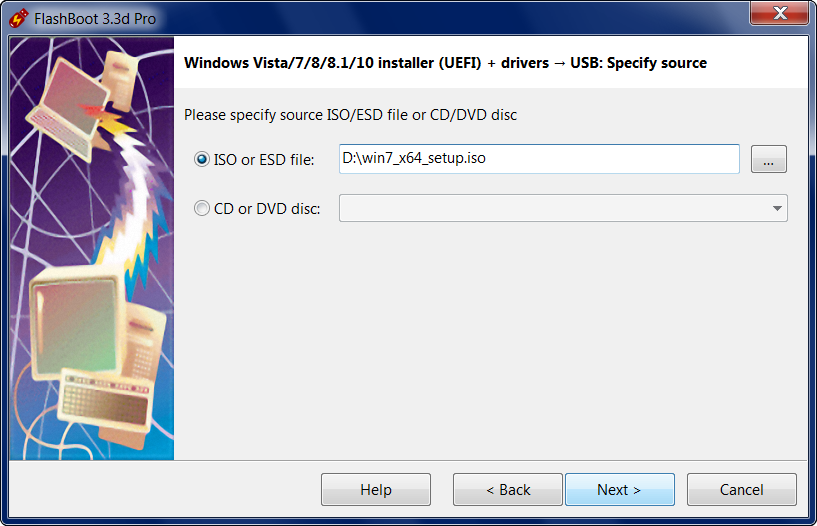 FlashBoot 3.3d Pro
Windows Vista/7/8/8.1/10 installer (UEFI) + drivers → USB: Specify source
Please specify source ISO/ESD file or CD/DVD disc
ISO or ESD file: D:\win7_x64_setup.iso ...
CD or DVD disc:
Help < Back Next > Cancel